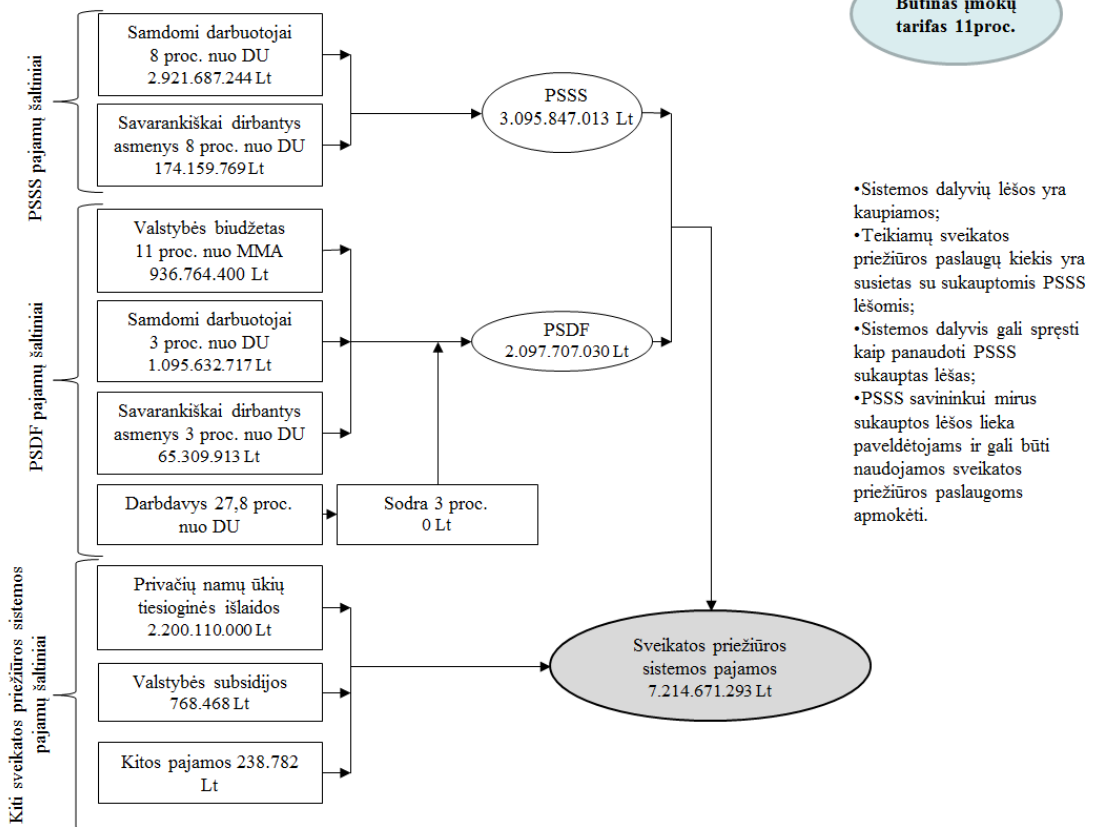 Būtinas įmokų
tarifas 11proc.
PSSS pajamų šaltiniai
Samdomi darbuotojai
8 proc. nuo DU
2.921.687.244 Lt
Savarankiškai dirbantys
asmenys 8 proc. nuo DU
174.159.769 Lt
PSSS
3.095.847.013 Lt
PSDF pajamų šaltiniai
Valstybės biudžetas
11 proc. nuo MMA
936.764.400 Lt
Samdomi darbuotojai
3 proc. nuo DU
1.095.632.717 Lt
Savarankiškai dirbantys
asmenys 3 proc. nuo DU
65.309.913 Lt
Darbdavys 27,8 proc.
nuo DU
Sodra 3 proc.
0 Lt
PSDF
2.097.707.030 Lt
•Sistemos dalyvių lėšos yra
kaupiamos;
•Teikiamų sveikatos
priežiūros paslaugų kiekis yra
susietas su sukauptomis PSSS
lėšomis;
•Sistemos dalyvis gali spręsti
kaip panaudoti PSSS
sukauptas lėšas;
•PSSS savininkui mirus
sukauptos lėšos lieka
paveldėtojams ir gali būti
naudojamos sveikatos
priežiūros paslaugoms
apmokėti.
Kiti sveikatos priežiūros sistemos
pajamų šaltiniai
Privačių namų ūkių
tiesioginės išlaidos
2.200.110.000 Lt
Valstybės subsidijos
768.468 Lt
Kitos pajamos 238.782
Lt
Sveikatos priežiūros
sistemos pajamos
7.214.671.293 Lt